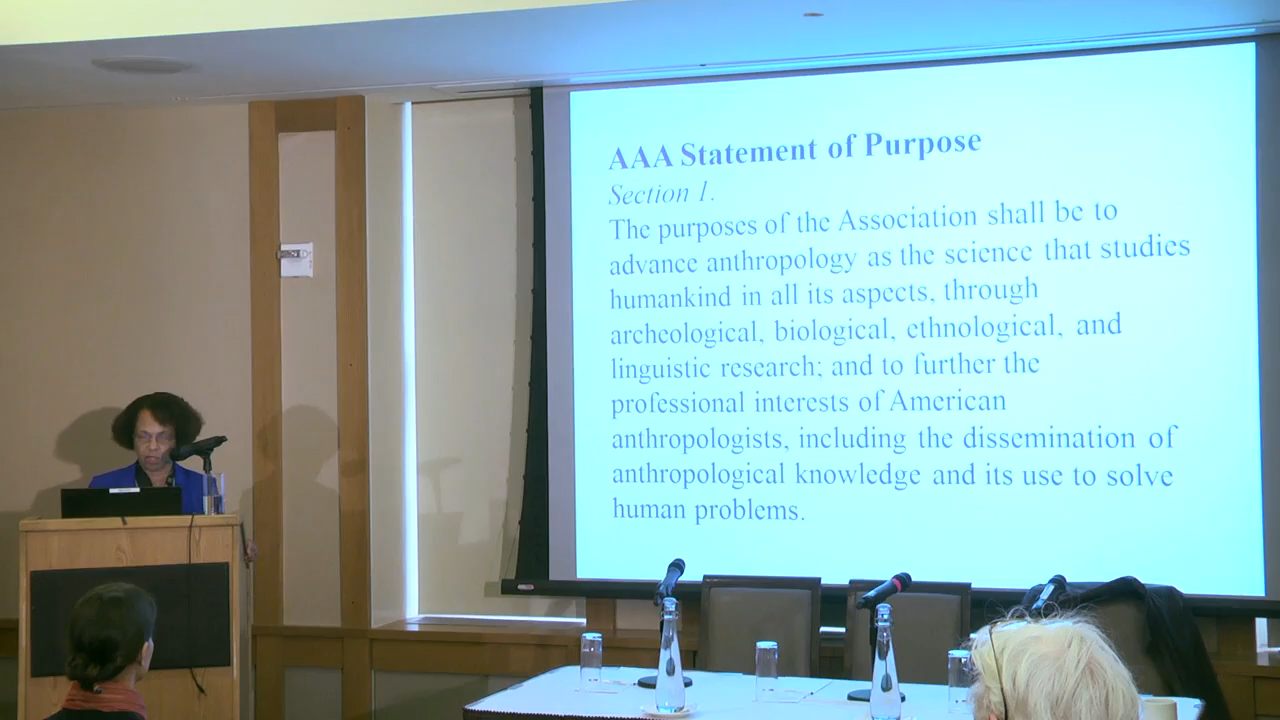 AAA Statement of Purpose
Section 1.
The purposes of the Association shall be to
advance anthropology as the science that studies
humankind in all its aspects, through
archeological, biological, ethnological, and
linguistic research; and to further the
professional interests of American
anthropologists, including the dissemination of
anthropological knowledge and its use to solve
human problems.